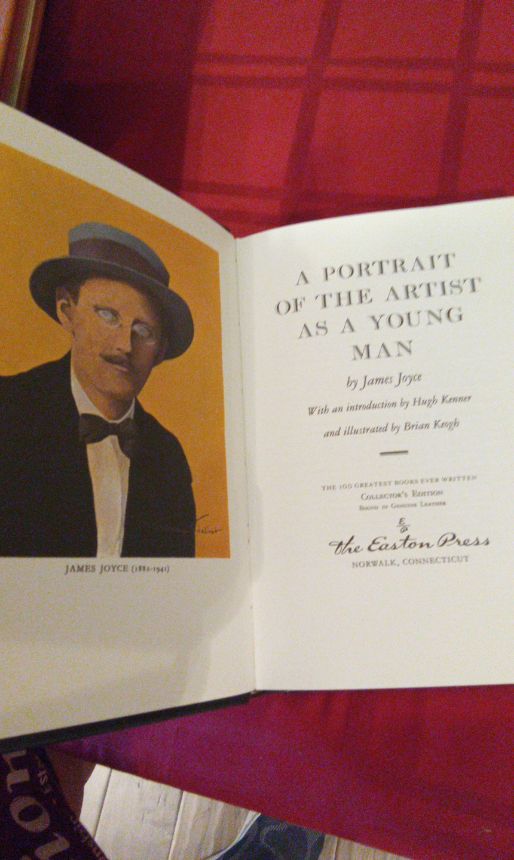 JAMES JOYCE (1882-1941)
A PORTRAIT
OF THE ARTIST
AS A YOUNG
MAN
by James Joyce
With an introduction by Hugh Kenner
and illustrated by Brian Keogh
THE 100 GREATEST BOOKS EVER WRITTEN
COLLECTOR'S EDITION
BOUND IN GENUINE LEATHER
The Easton Press
NORWALK, CONNECTICUT